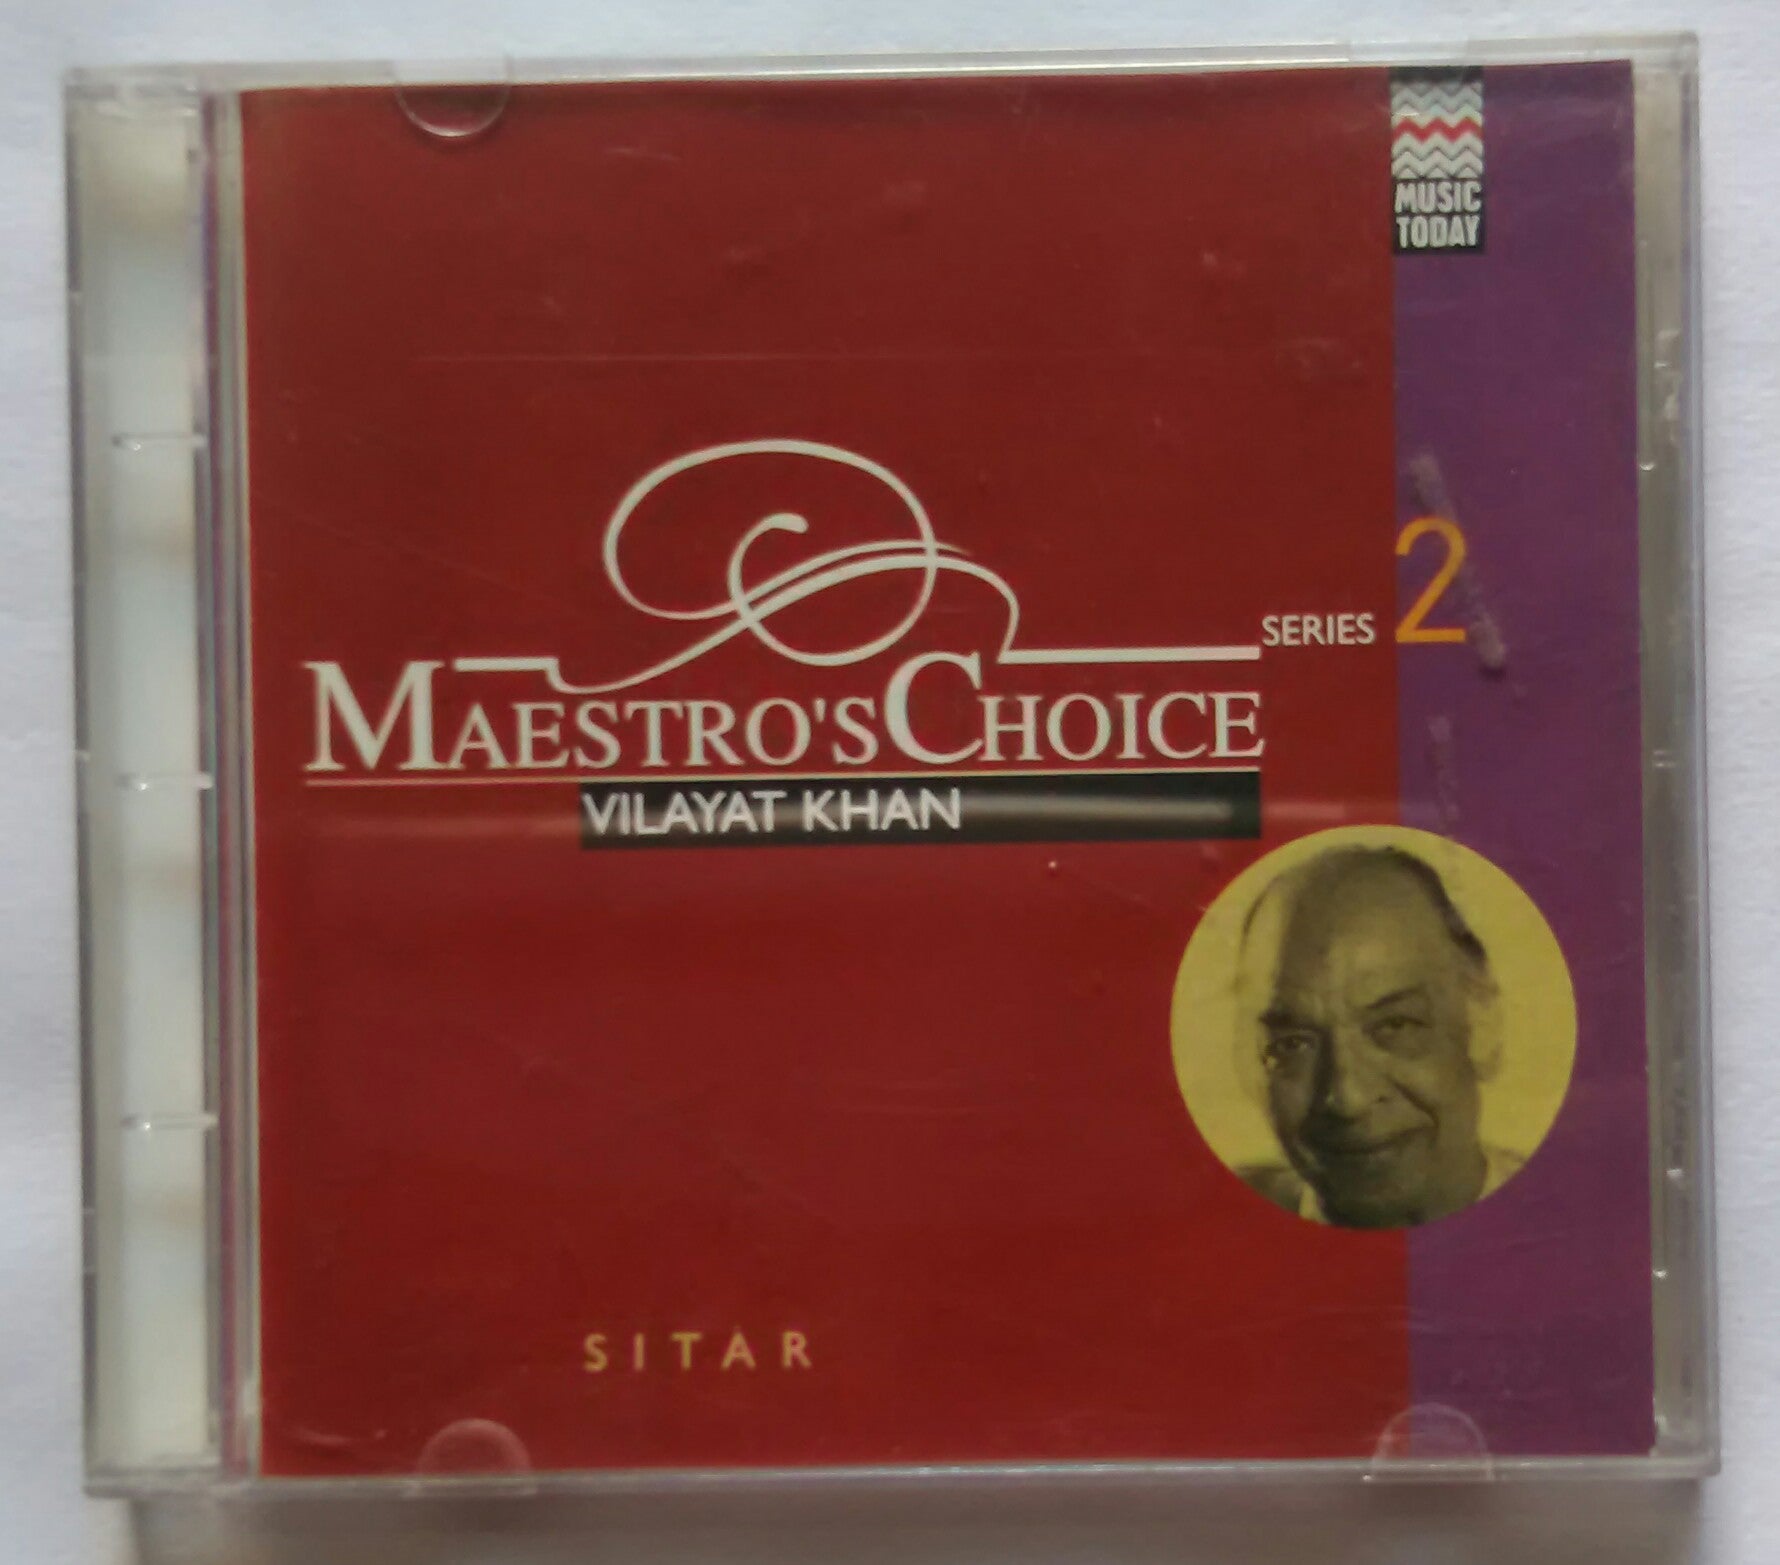 MUSIC
TODAY
SERIES 2
MAESTRO'S CHOICE
VILAYAT KHAN
SITAR